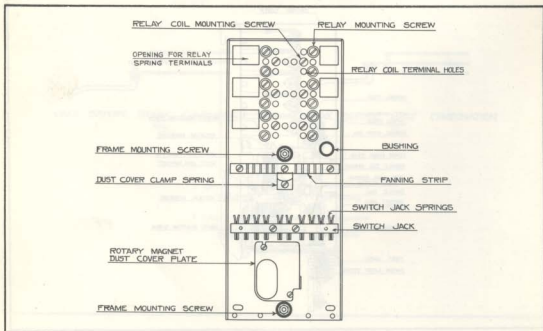 RELAY COIL MOUNTING SCREW
RELAY MOUNTING SCREW
OPENING FOR RELAY
SPRING TERMINALS
RELAY COIL TERMINAL HOLES
FRAME MOUNTING SCREW
BUSHING
DUST COVER CLAMP SPRING
FANNING STRIP
SWITCH JACK SPRINGS
SWITCH JACK
ROTARY MAGNET
DUST COVER PLATE
FRAME MOUNTING SCREW